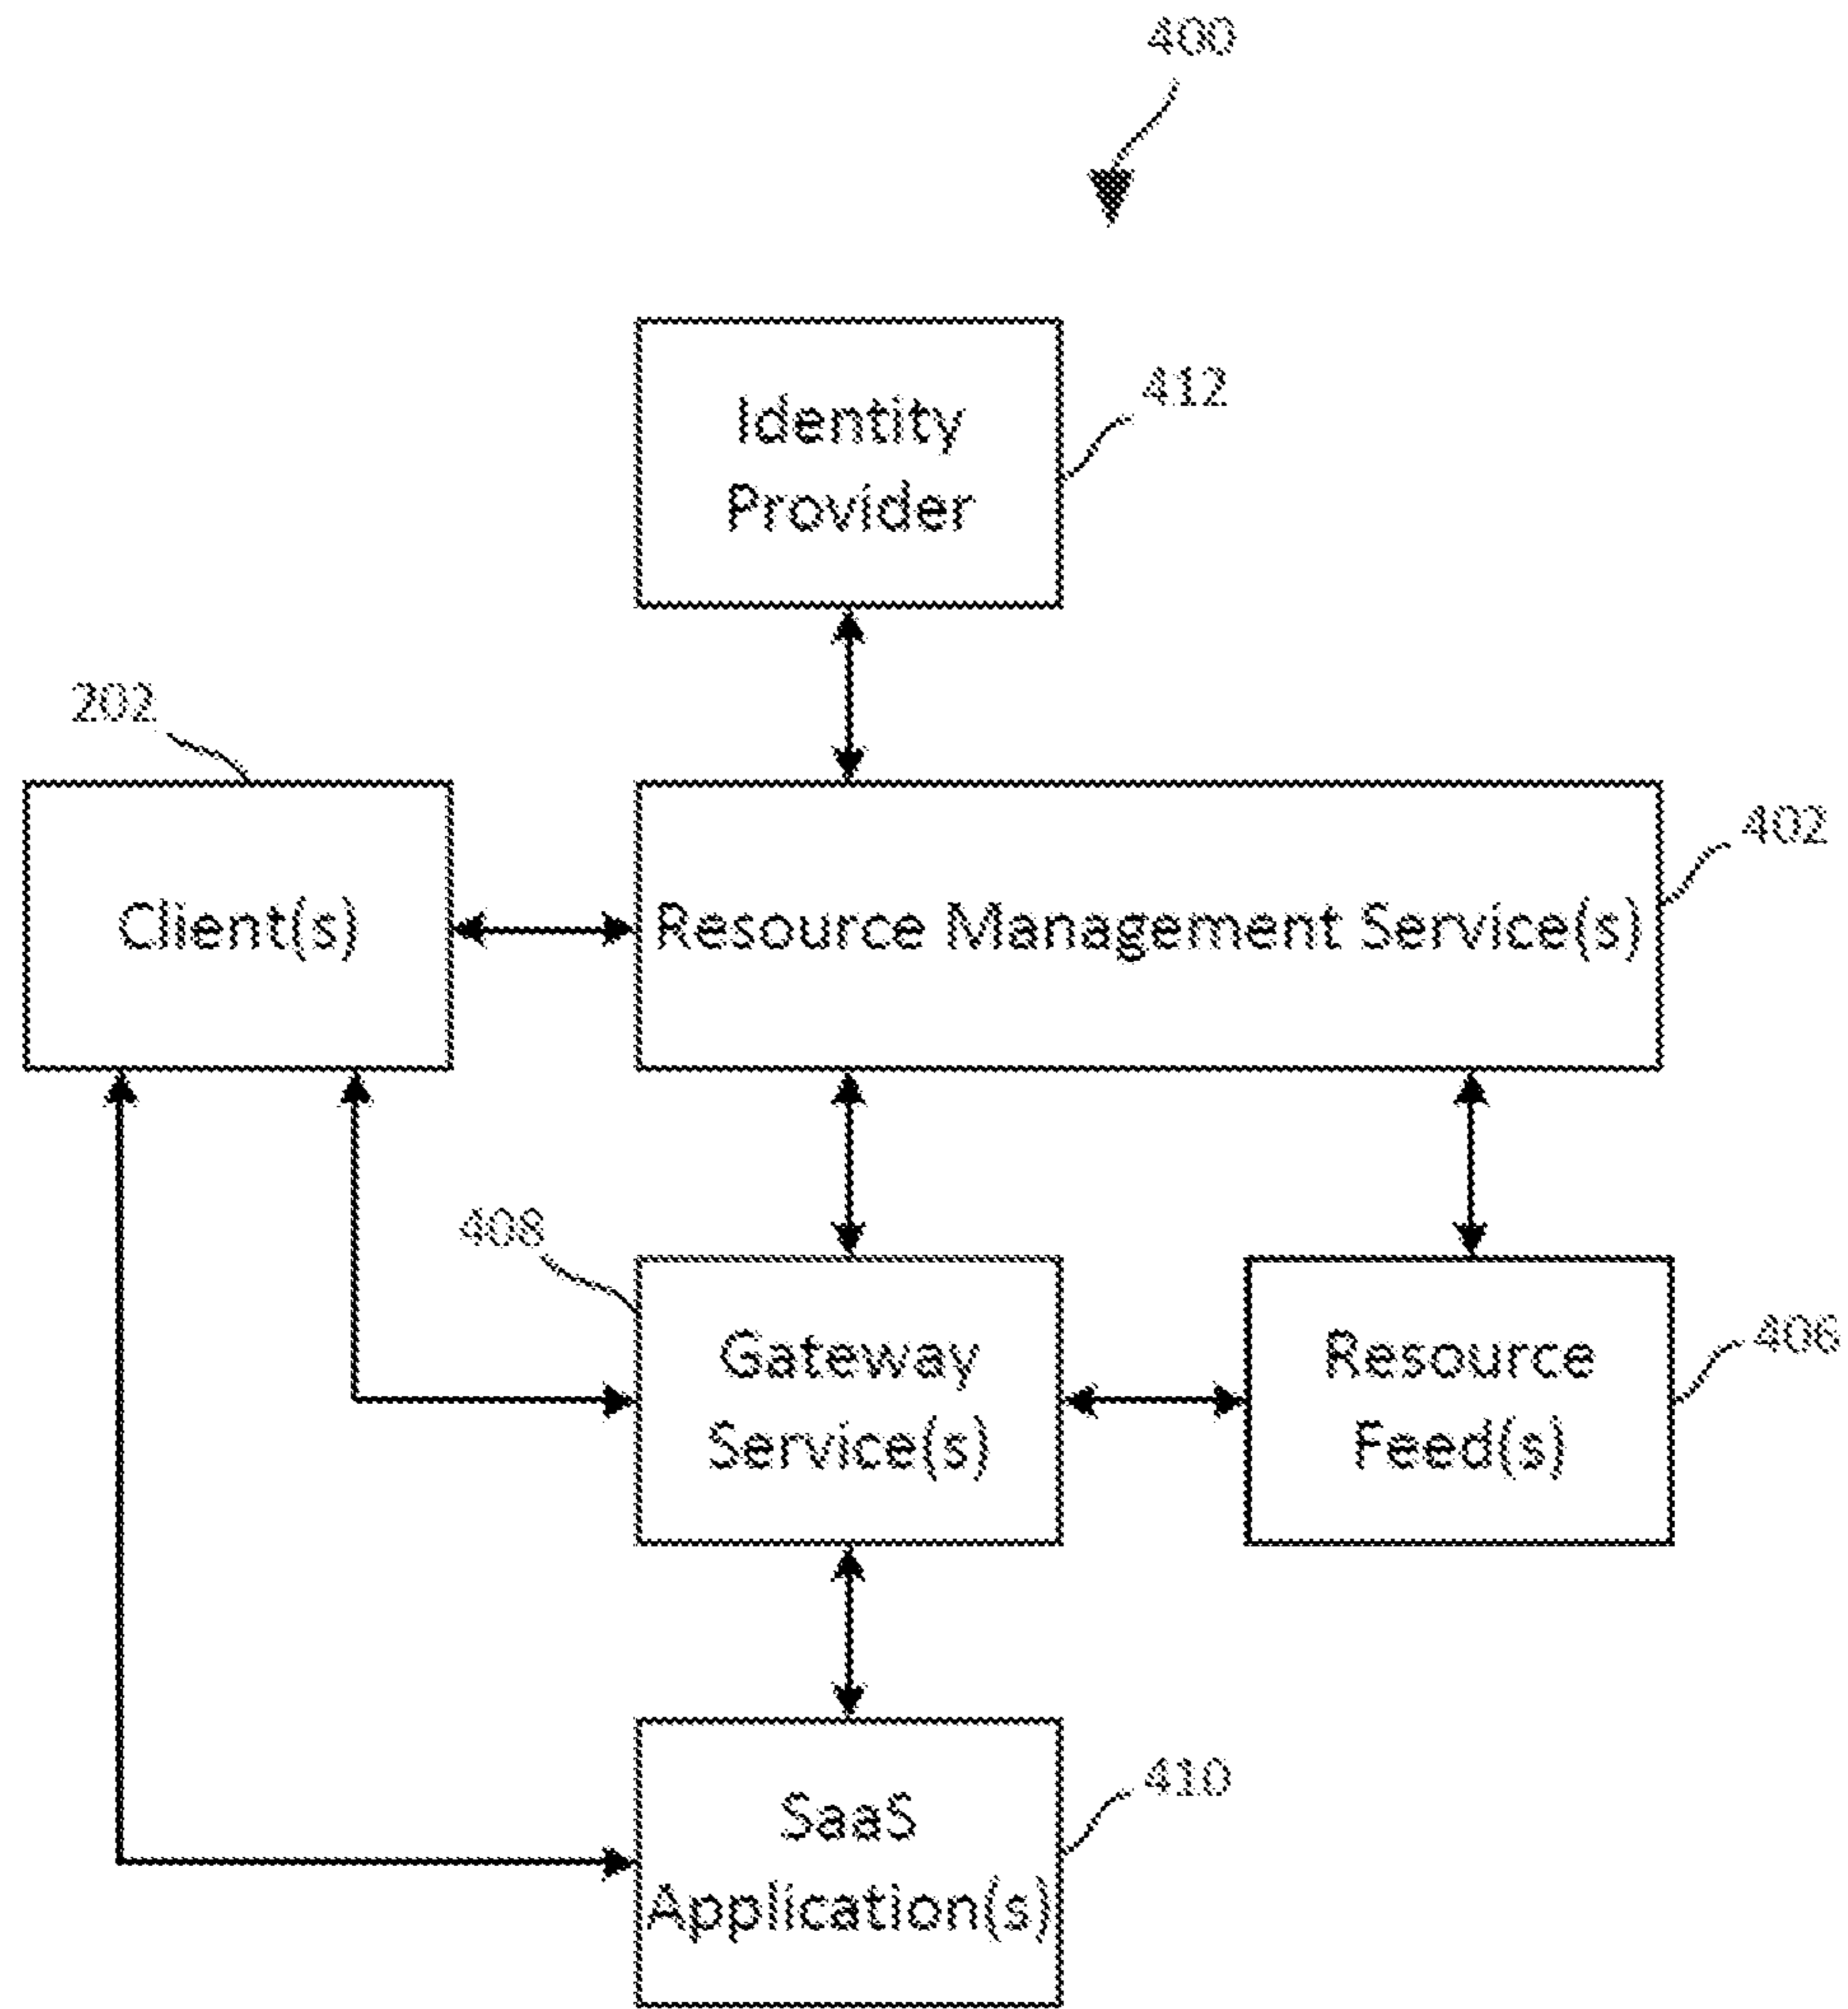 400
Identity
Provider
412
202
Client(s)
Resource Management Service(s)
402
408
Gateway
Service(s)
Resource
Feed(s)
406
SaaS
Application(s)
410